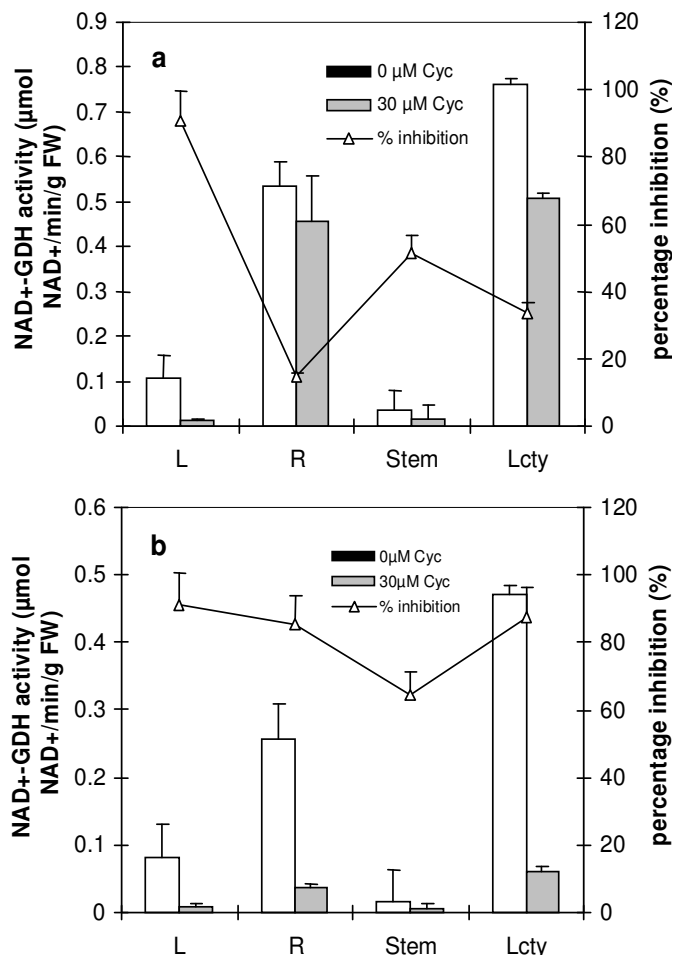 a
0 µM Cyc
30 µM Cyc
% inhibition
NAD+-GDH activity (µmol
NAD+/min/g FW)
percentage inhibition (%)
0.9
0.8
0.7
0.6
0.5
0.4
0.3
0.2
0.1
0
120
100
80
60
40
20
0
L R Stem Lcty
b
0µM Cyc
30µM Cyc
% inhibition
NAD+-GDH activity (µmol
NAD+/min/g FW)
percentage inhibition (%)
0.6
0.5
0.4
0.3
0.2
0.1
0
120
100
80
60
40
20
0
L R Stem Lcty